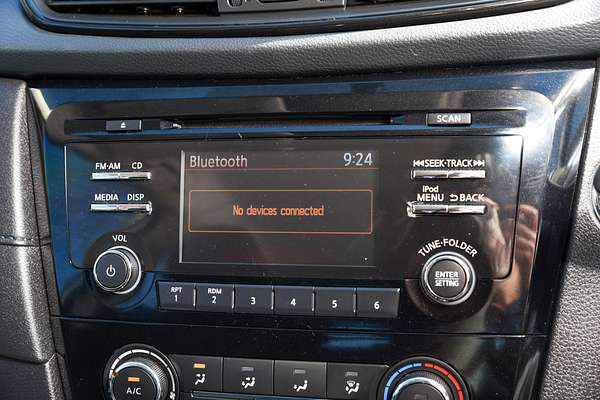 SCAN
Bluetooth 9:24
FM·AM CD
SEEK·TRACK
No devices connected
iPod
MEDIA DISP
MENU BACK
VOL
TUNE·FOLDER
ENTER
SETTING
RPT
1
RDM
2
3
4
5
6
A/C